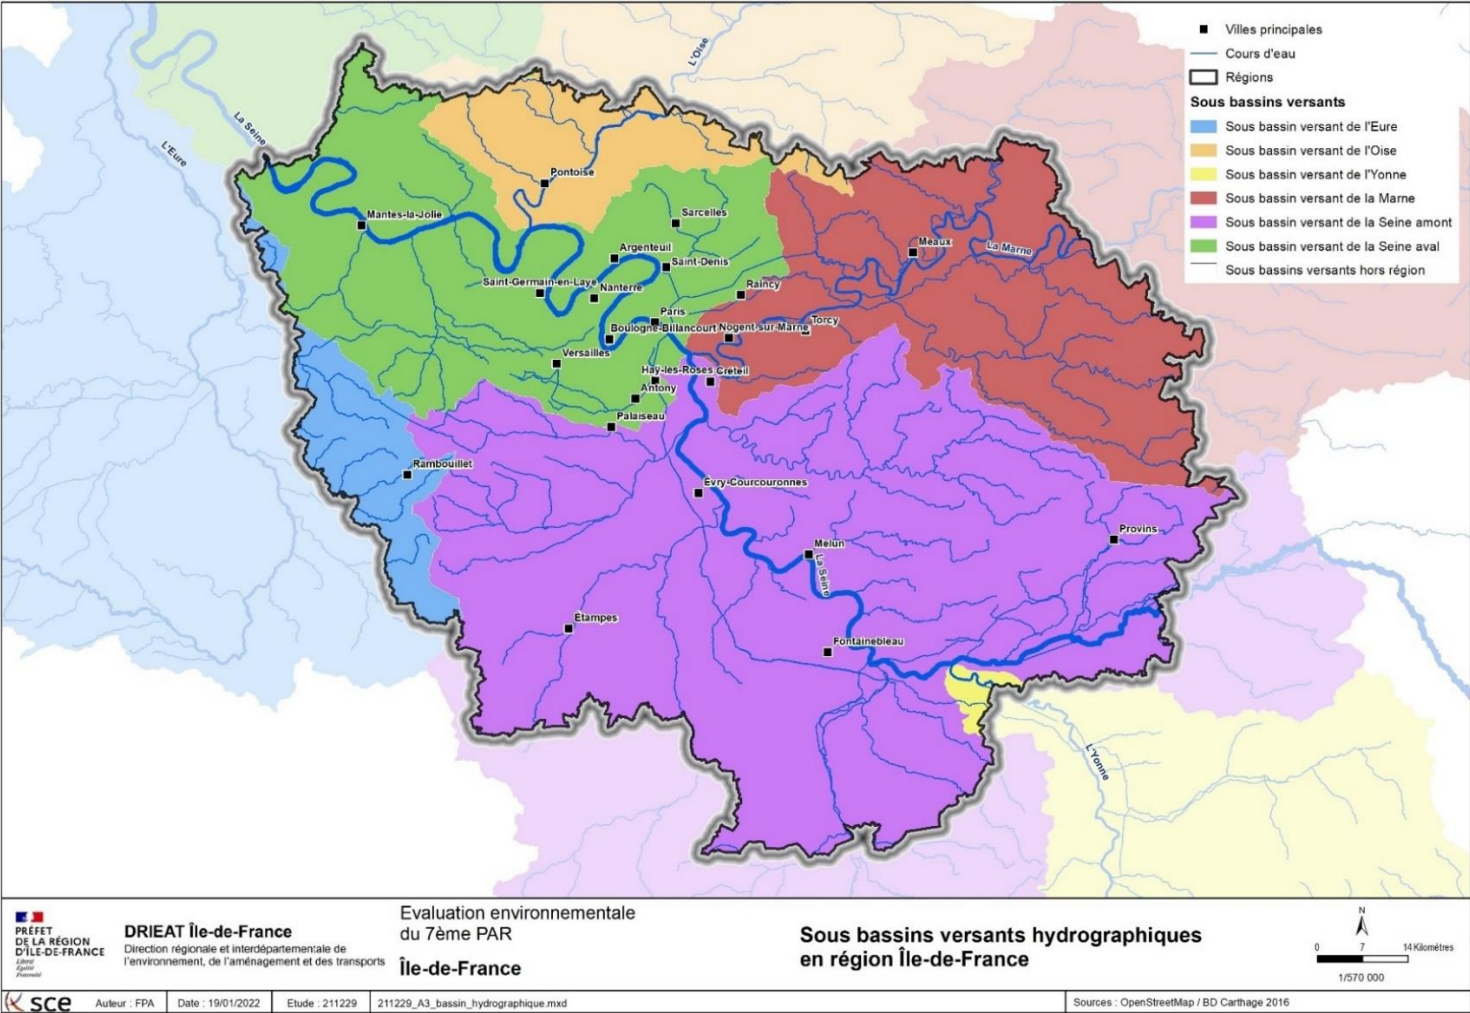 L'Oise
La Seine
L'Eure
Villes principales
Cours d'eau
Régions
Sous bassins versants
Sous bassin versant de l'Eure
Sous bassin versant de l'Oise
Sous bassin versant de l'Yonne
Sous bassin versant de la Marne
Sous bassin versant de la Seine amont
Sous bassin versant de la Seine aval
Sous bassins versants hors région
Pontoise
Mantes-la-Jolie
Sarcelles
Argenteuil
Saint-Denis
Meaux
La Marne
Saint-Germain-en-Laye
Nanterre
Raincy
Paris
Boulogne-Billancourt
Nogent-sur-Marne
Torcy
Versailles
Haÿ-les-Roses
Creteil
Antony
Palaiseau
Rambouillet
Évry-Courcouronnes
Provins
Melun
La Seine
Étampes
Fontainebleau
L'Yonne
PRÉFET
DE LA RÉGION
D'ÎLE-DE-FRANCE
Liberté
Égalité
Fraternité
DRIEAT Île-de-France
Direction régionale et interdépartementale de
l'environnement, de l'aménagement et des transports
Evaluation environnementale
du 7ème PAR
Île-de-France
Sous bassins versants hydrographiques
en région Île-de-France
N
0 7 14 Kilomètres
1/570 000
sce
Auteur : FPA
Date : 19/01/2022
Etude : 211229
211229_A3_bassin_hydrographique.mxd
Sources : OpenStreetMap / BD Carthage 2016